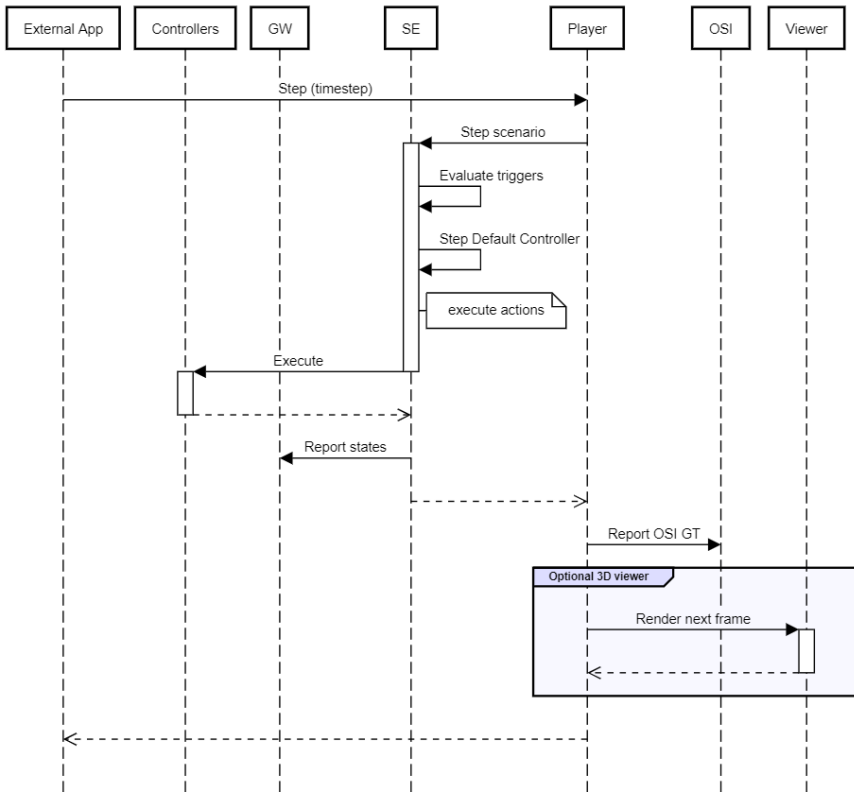 External App
Controllers
GW
SE
Player
OSI
Viewer
Step (timestep)
Step scenario
Evaluate triggers
Step Default Controller
execute actions
Execute
Report states
Report OSI GT
Optional 3D viewer
Render next frame